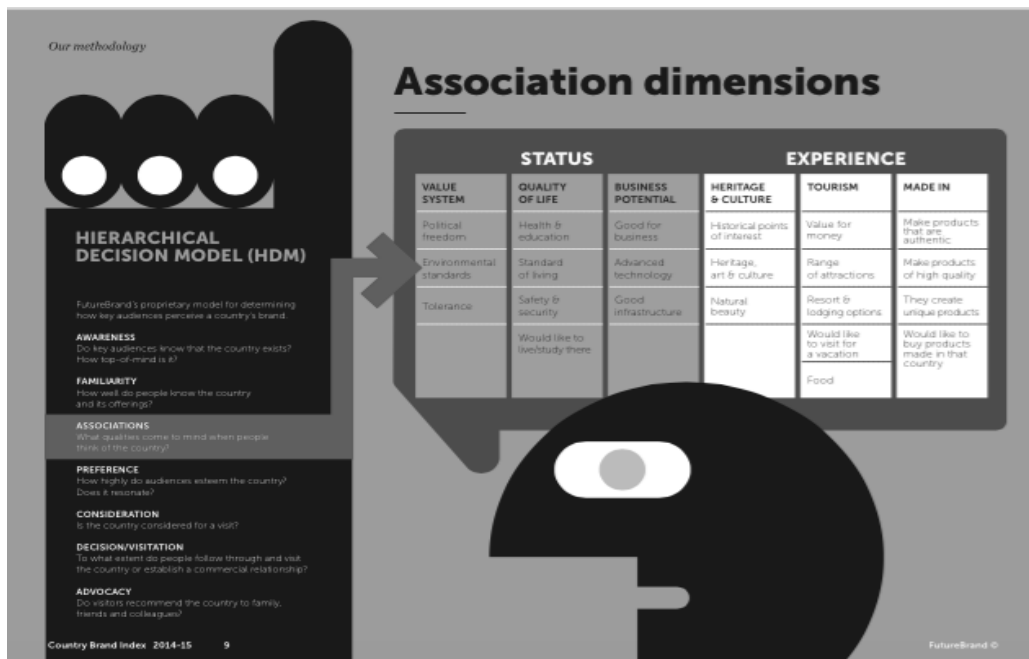 Our methodology
Association dimensions
HIERARCHICAL
DECISION MODEL (HDM)
FutureBrand's proprietary model for determining
how key audiences perceive a country's brand.
AWARENESS
Do key audiences know that the country exists?
How top-of-mind is it?
FAMILIARITY
How well do people know the country
and its offerings?
ASSOCIATIONS
What qualities come to mind when people
think of the country?
PREFERENCE
How highly do audiences esteem the country?
Does it resonate?
CONSIDERATION
Is the country considered for a visit?
DECISION/VISITATION
To what extent do people follow through and visit
the country or establish a commercial relationship?
ADVOCACY
Do visitors recommend the country to family,
friends and colleagues?
STATUS
VALUE
SYSTEM
Political
freedom
Environmental
standards
Tolerance
QUALITY
OF LIFE
Health &
education
Standard
of living
Safety &
security
Would like to
live/study there
BUSINESS
POTENTIAL
Good for
business
Advanced
technology
Good
infrastructure
EXPERIENCE
HERITAGE
& CULTURE
Historical points
of interest
Heritage,
art & culture
Natural
beauty
TOURISM
Value for
money
Range
of attractions
Resort &
lodging options
Would like
to visit for
a vacation
Food
MADE IN
Make products
that are
authentic
Make products
of high quality
They create
unique products
Would like to
buy products
made in that
country
Country Brand Index 2014-15 9
FutureBrand ©